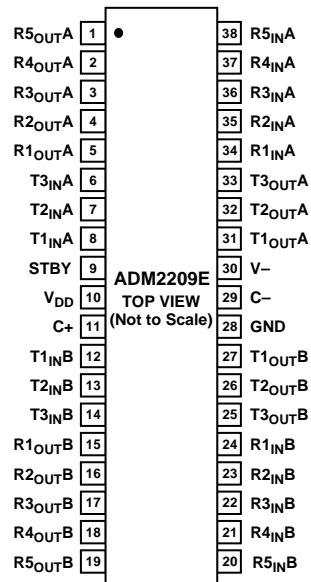 R5OUTA 1 38 R5INA
R4OUTA 2 37 R4INA
R3OUTA 3 36 R3INA
R2OUTA 4 35 R2INA
R1OUTA 5 34 R1INA
T3INA 6 33 T3OUTA
T2INA 7 32 T2OUTA
T1INA 8 31 T1OUTA
STBY 9 30 V–
VDD 10 29 C–
C+ 11 28 GND
ADM2209E
TOP VIEW
(Not to Scale)
T1INB 12 27 T1OUTB
T2INB 13 26 T2OUTB
T3INB 14 25 T3OUTB
R1OUTB 15 24 R1INB
R2OUTB 16 23 R2INB
R3OUTB 17 22 R3INB
R4OUTB 18 21 R4INB
R5OUTB 19 20 R5INB